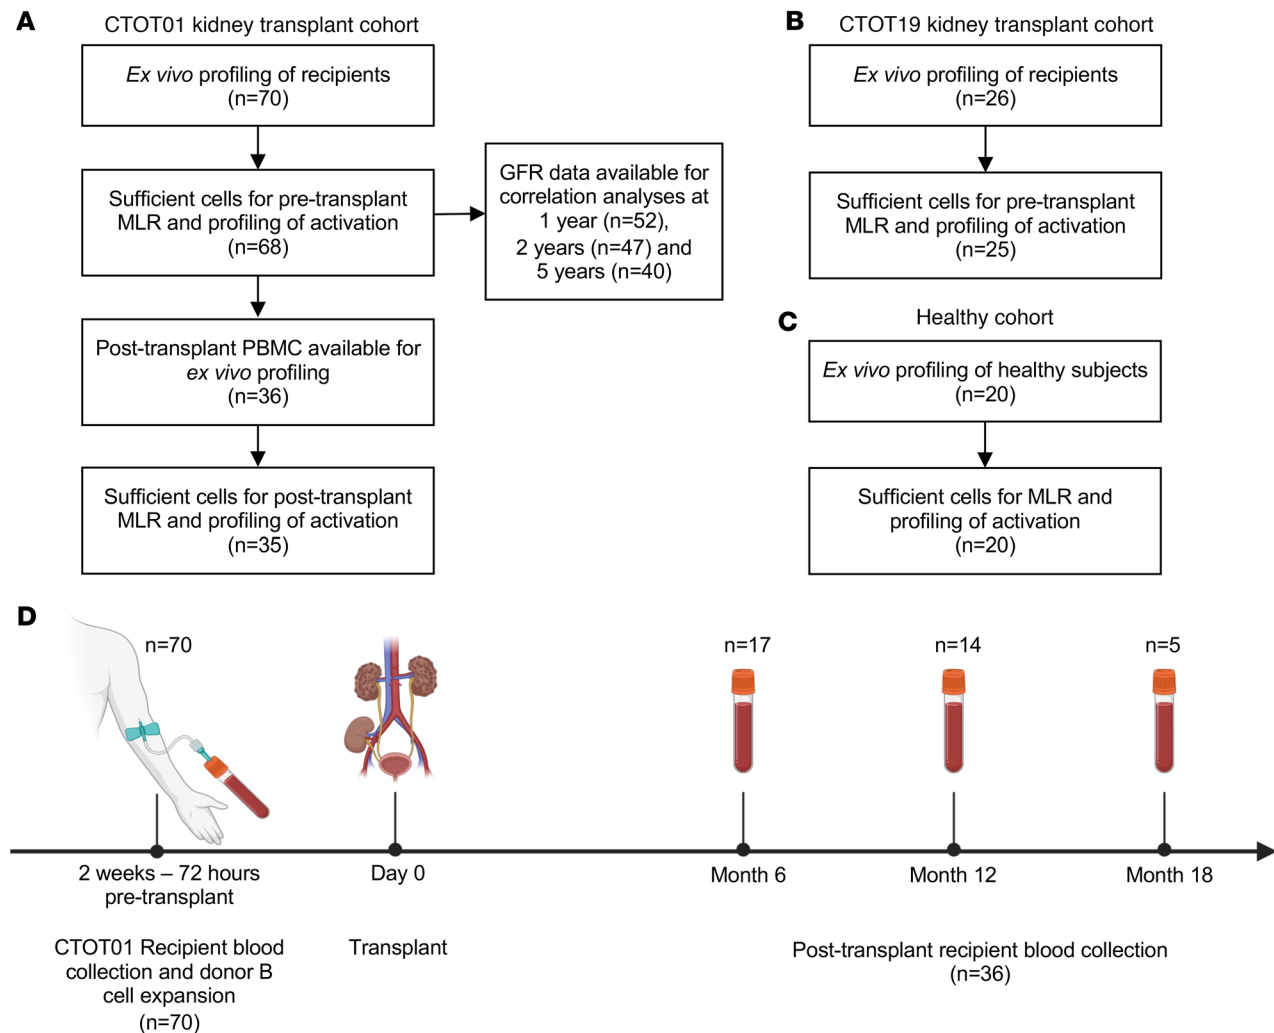 A
CTOT01 kidney transplant cohort
Ex vivo profiling of recipients
(n=70)
Sufficient cells for pre-transplant
MLR and profiling of activation
(n=68)
GFR data available for
correlation analyses at
1 year (n=52),
2 years (n=47) and
5 years (n=40)
Post-transplant PBMC available for
ex vivo profiling
(n=36)
Sufficient cells for post-transplant
MLR and profiling of activation
(n=35)
B
CTOT19 kidney transplant cohort
Ex vivo profiling of recipients
(n=26)
Sufficient cells for pre-transplant
MLR and profiling of activation
(n=25)
C
Healthy cohort
Ex vivo profiling of healthy subjects
(n=20)
Sufficient cells for MLR and
profiling of activation
(n=20)
D
n=70
n=17
n=14
n=5
2 weeks – 72 hours
pre-transplant
Day 0
Month 6
Month 12
Month 18
CTOT01 Recipient blood
collection and donor B
cell expansion
(n=70)
Transplant
Post-transplant recipient blood collection
(n=36)